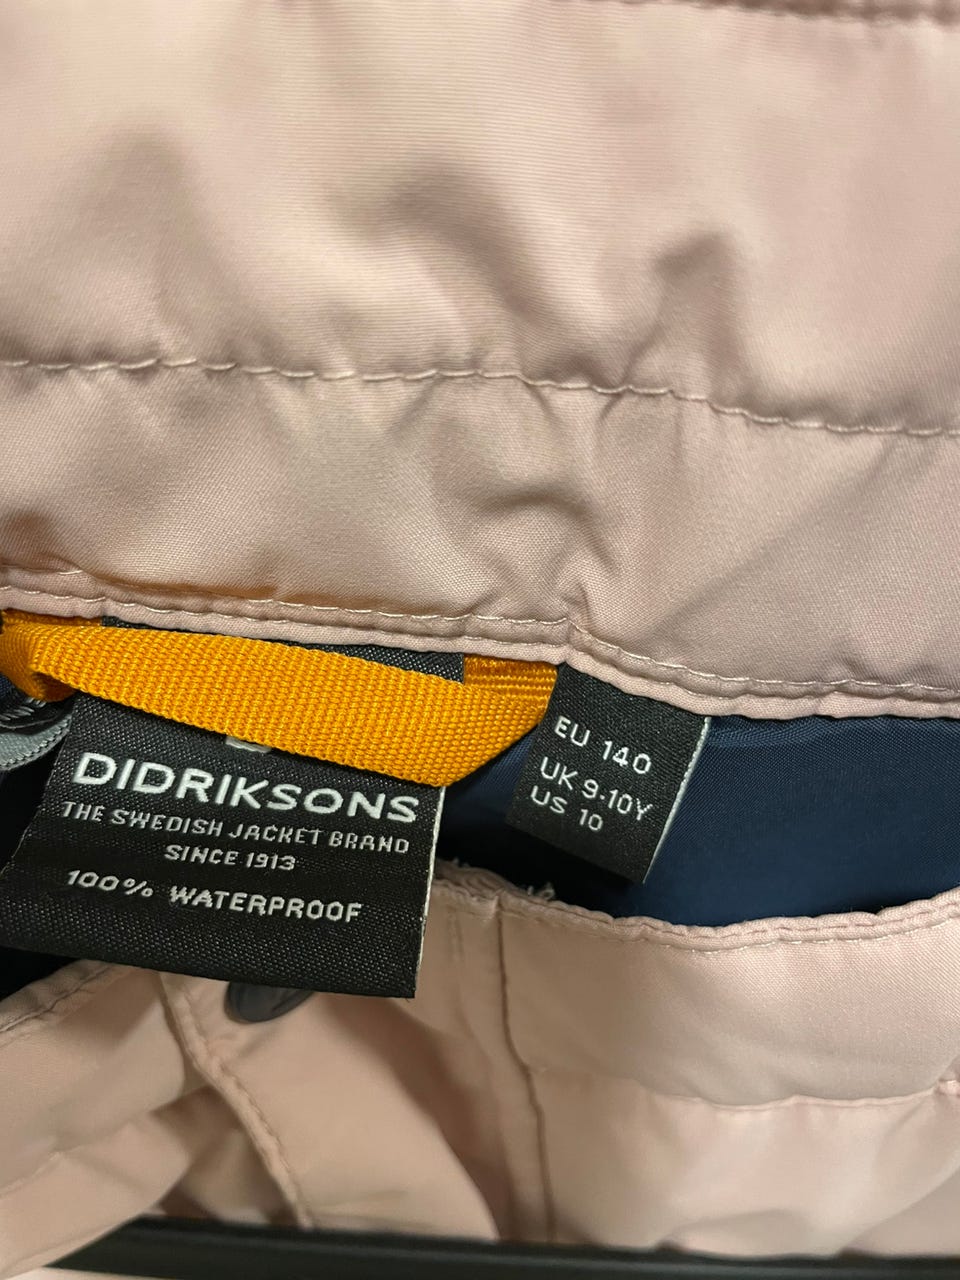 DIDRIKSONS
THE SWEDISH JACKET BRAND
SINCE 1913
100% WATERPROOF
EU 140
UK 9-10Y
US 10